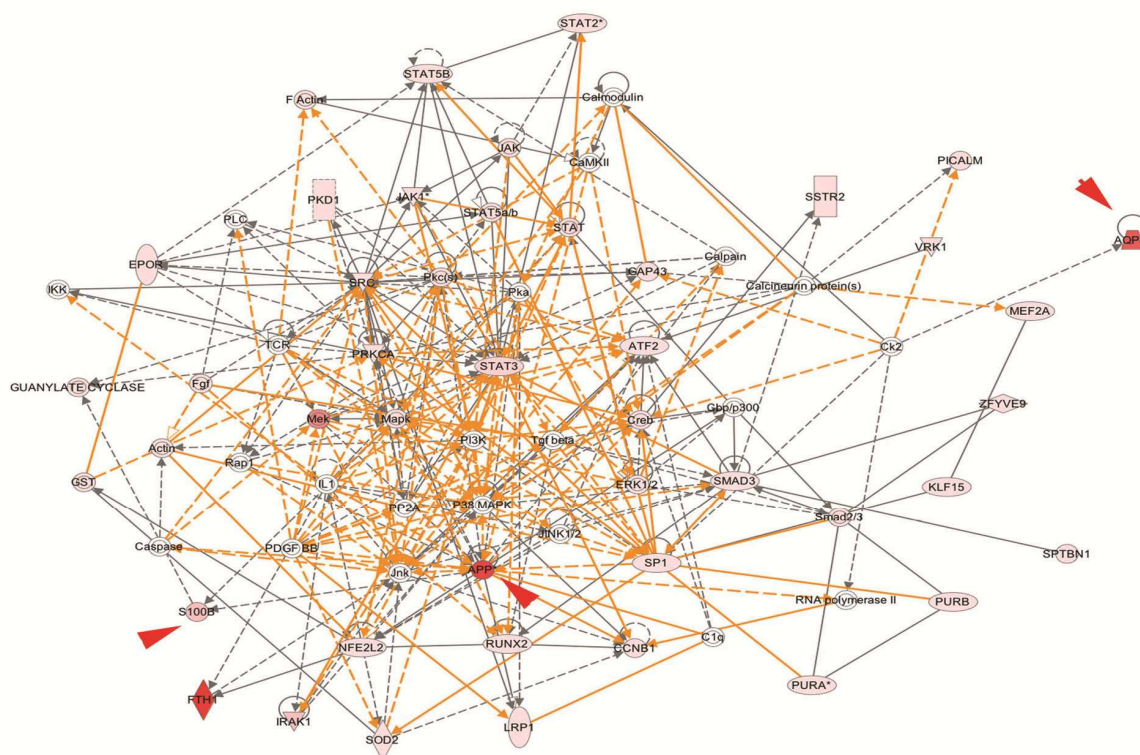 STAT2*
STAT5B
F Actin
Calmodulin
JAK
CaMKII
PICALM
PKD1
JAK1*
SSTR2
STAT5a/b
PLC
STAT
AQP
VRK1
EPOR
Calpain
SRC
Pkc(s)
GAP43
IKK
Pka
Calcineurin protein(s)
MEF2A
TCR
PRKCA
ATF2
Ck2
STAT3
GUANYLATE CYCLASE
Fgf
Cbp/p300
ZFYVE9
Mek
Mapk
Creb
PI3K
Tgf beta
Actin
Rap1
GST
IL1
ERK1/2
SMAD3
KLF15
PP2A
P38 MAPK
Smad2/3
JINK1/2
Caspase
PDGF BB
SPTBN1
SP1
Jnk
APP*
RNA polymerase II
PURB
S100B
C1q
NFE2L2
RUNX2
CCNB1
PURA*
FTH1
IRAK1
LRP1
SOD2